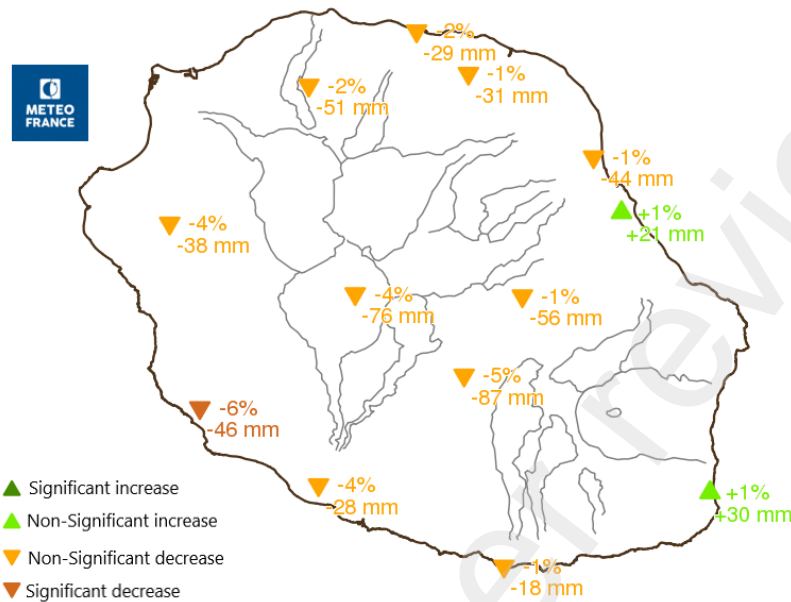 -2%
-29 mm
-1%
-31 mm
-2%
-51 mm
METEO
FRANCE
-1%
-44 mm
+1%
+21 mm
-4%
-38 mm
-4%
-76 mm
-1%
-56 mm
-5%
-87 mm
-6%
-46 mm
-4%
-28 mm
+1%
+30 mm
-1%
-18 mm
Significant increase
Non-Significant increase
Non-Significant decrease
Significant decrease
er revie